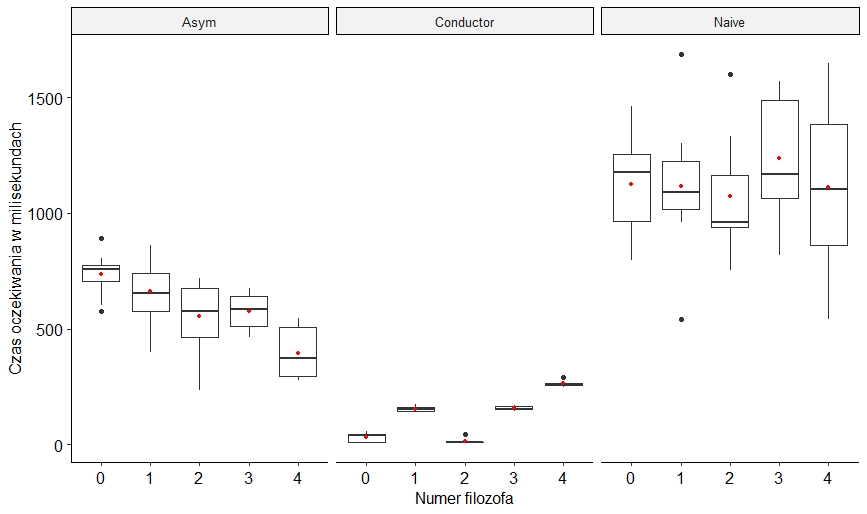 Asym Conductor Naive
Czas oczekiwania w milisekundach
1500
1000
500
0
0 1 2 3 4 0 1 2 3 4 0 1 2 3 4
Numer filozofa